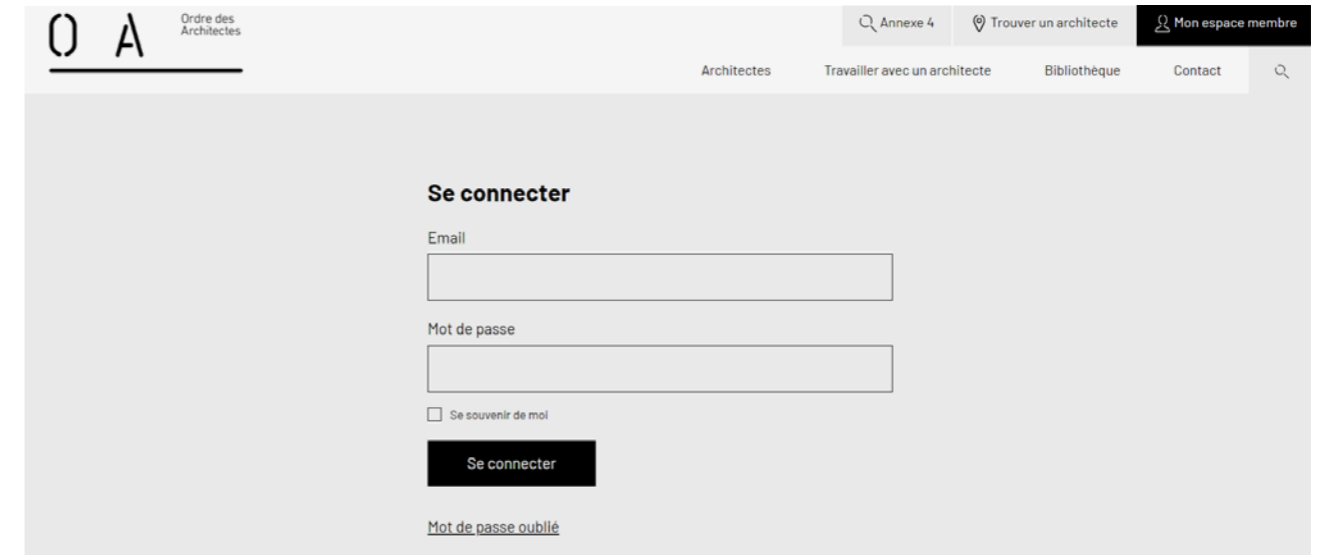 O A
Ordre des
Architectes
Annexe 4
Trouver un architecte
Mon espace membre
Architectes
Travailler avec un architecte
Bibliothèque
Contact
Se connecter
Email
Mot de passe
Se souvenir de moi
Se connecter
Mot de passe oublié